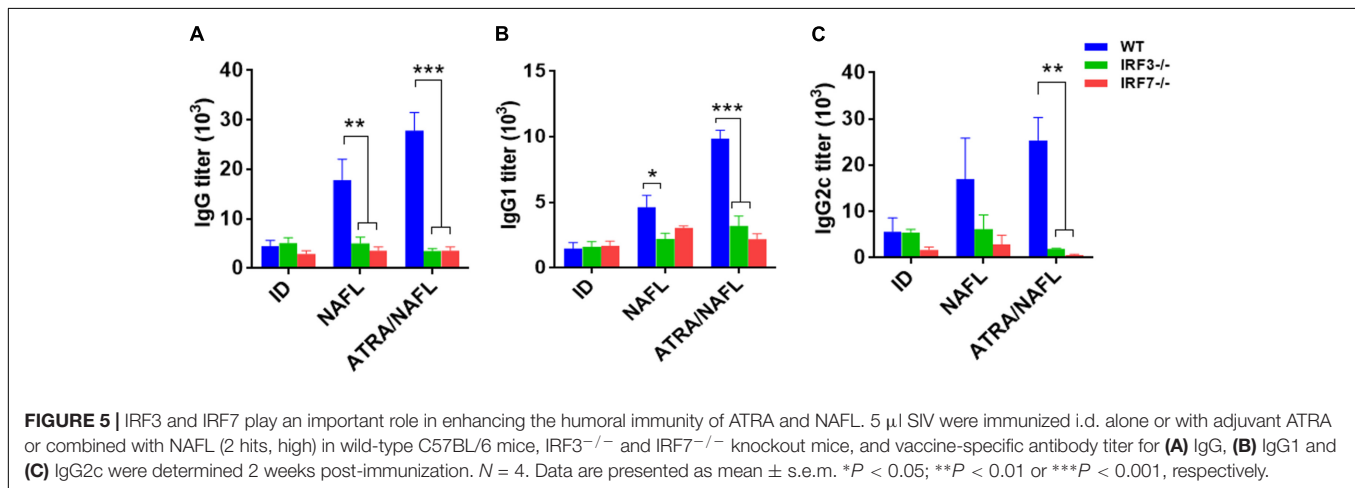 A
B
C
WT
IRF3-/-
IRF7-/-
IgG titer (10³)
40
30
20
10
0
**
***
ID
NAFL
ATRA/NAFL
IgG1 titer (10³)
15
10
5
0
*
***
ID
NAFL
ATRA/NAFL
IgG2c titer (10³)
40
30
20
10
0
**
ID
NAFL
ATRA/NAFL
FIGURE 5 | IRF3 and IRF7 play an important role in enhancing the humoral immunity of ATRA and NAFL. 5 μl SIV were immunized i.d. alone or with adjuvant ATRA
or combined with NAFL (2 hits, high) in wild-type C57BL/6 mice, IRF3−/− and IRF7−/− knockout mice, and vaccine-specific antibody titer for (A) IgG, (B) IgG1 and
(C) IgG2c were determined 2 weeks post-immunization. N = 4. Data are presented as mean ± s.e.m. *P < 0.05; **P < 0.01 or ***P < 0.001, respectively.